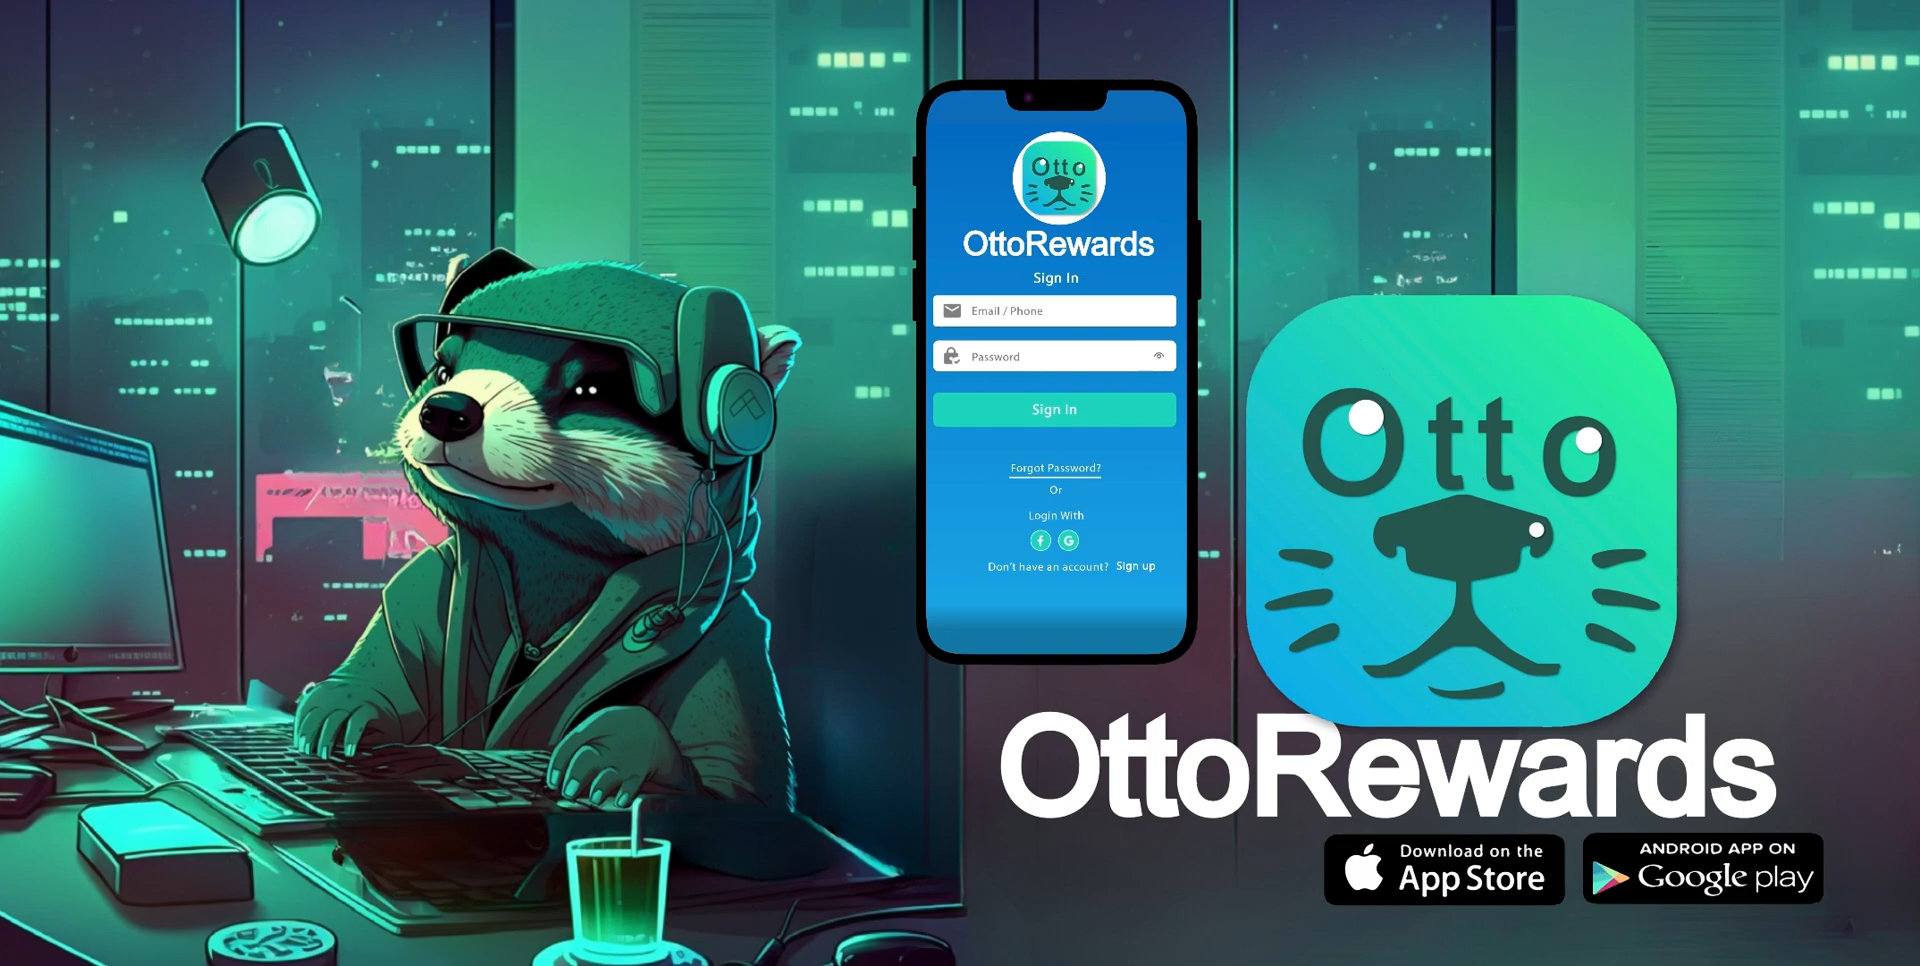 Otto
OttoRewards
Sign In
Email / Phone
Password
Sign In
Forgot Password?
Or
Login With
f G
Don't have an account? Sign up
Otto
OttoRewards
Download on the
App Store
ANDROID APP ON
Google play